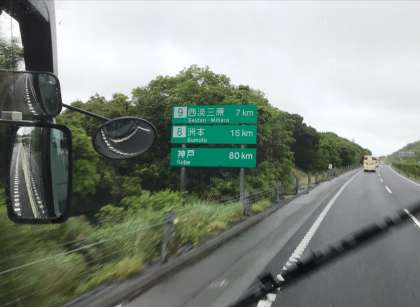 9 西淡三原 7 km
Seidan-Mihara
8 洲本 16 km
Sumoto
神戸 80 km
Kobe